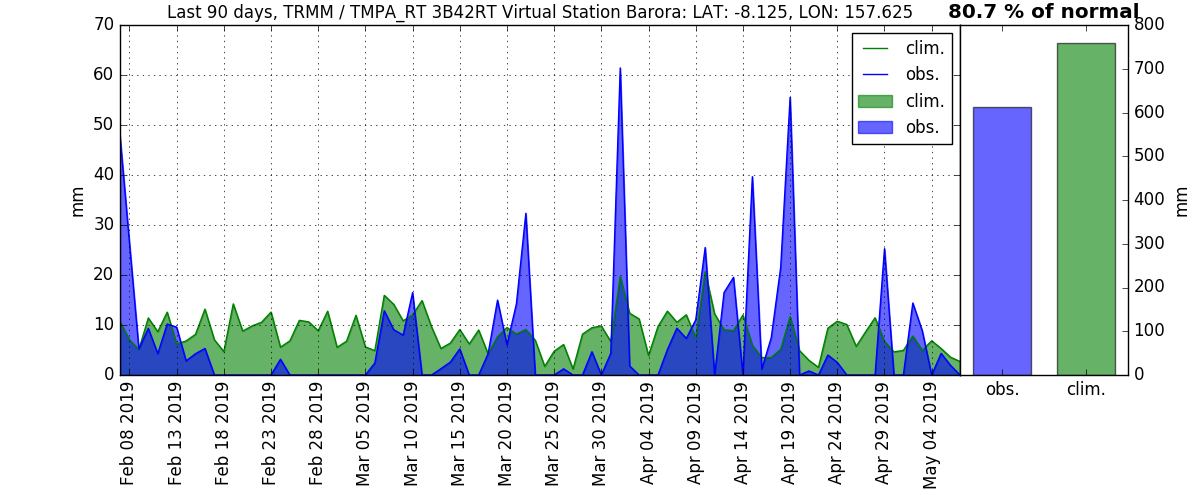 Last 90 days, TRMM / TMPA_RT 3B42RT Virtual Station Barora: LAT: -8.125, LON: 157.625
80.7 % of normal
70
60
50
40
30
20
10
0
mm
clim.
obs.
clim.
obs.
800
700
600
500
400
300
200
100
0
mm
Feb 08 2019
Feb 13 2019
Feb 18 2019
Feb 23 2019
Feb 28 2019
Mar 05 2019
Mar 10 2019
Mar 15 2019
Mar 20 2019
Mar 25 2019
Mar 30 2019
Apr 04 2019
Apr 09 2019
Apr 14 2019
Apr 19 2019
Apr 24 2019
Apr 29 2019
May 04 2019
obs.
clim.